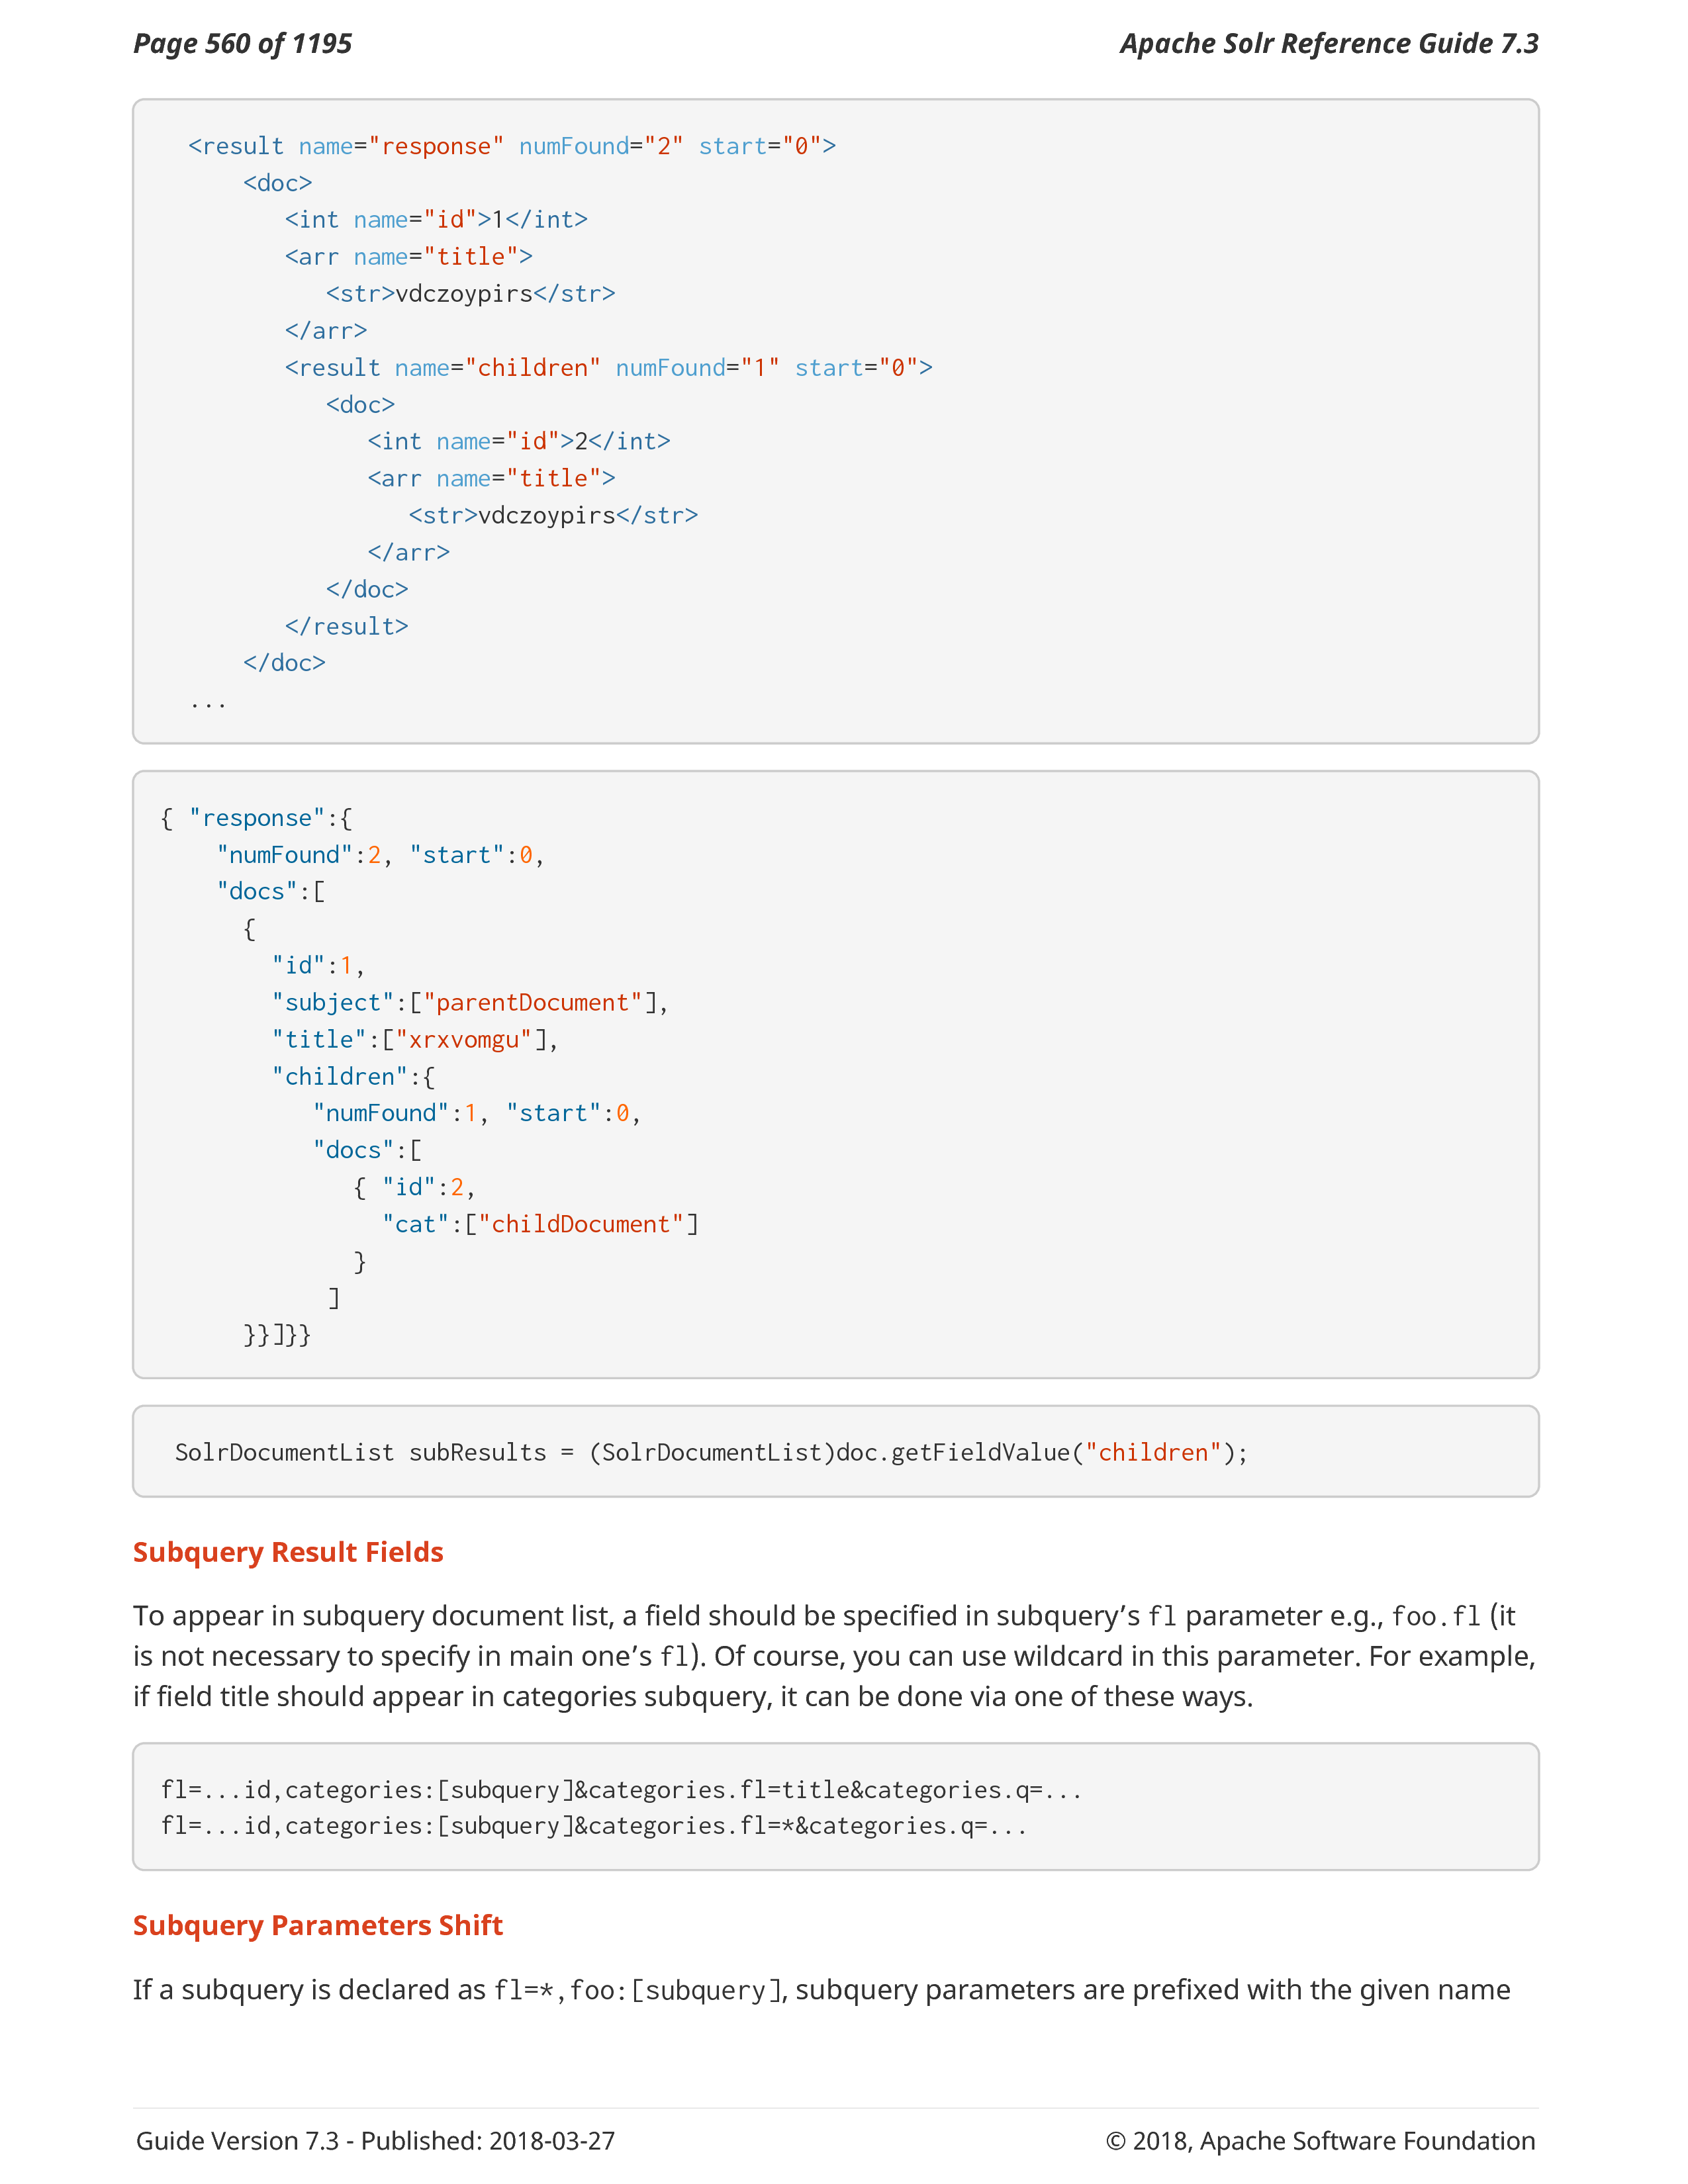 Page 560 of 1195
Apache Solr Reference Guide 7.3
<result name="response" numFound="2" start="0">
<doc>
<int name="id">1</int>
<arr name="title">
<str>vdczoypirs</str>
</arr>
<result name="children" numFound="1" start="0">
<doc>
<int name="id">2</int>
<arr name="title">
<str>vdczoypirs</str>
</arr>
</doc>
</result>
</doc>
...
{ "response":{
"numFound":2, "start":0,
"docs":[
{
"id":1,
"subject":["parentDocument"],
"title":["xrxvomgu"],
"children":{
"numFound":1, "start":0,
"docs":[
{ "id":2,
"cat":["childDocument"]
}
]
}}]}}
SolrDocumentList subResults = (SolrDocumentList)doc.getFieldValue("children");
Subquery Result Fields
To appear in subquery document list, a field should be specified in subquery’s fl parameter e.g., foo.fl (it
is not necessary to specify in main one’s fl). Of course, you can use wildcard in this parameter. For example,
if field title should appear in categories subquery, it can be done via one of these ways.
fl=...id,categories:[subquery]&categories.fl=title&categories.q=...
fl=...id,categories:[subquery]&categories.fl=*&categories.q=...
Subquery Parameters Shift
If a subquery is declared as fl=*,foo:[subquery], subquery parameters are prefixed with the given name
Guide Version 7.3 - Published: 2018-03-27
© 2018, Apache Software Foundation